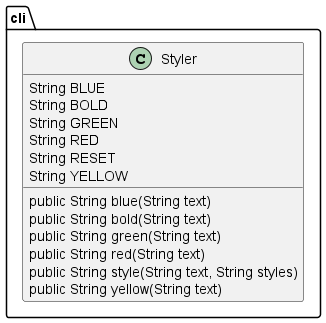 cli
C Styler
String BLUE
String BOLD
String GREEN
String RED
String RESET
String YELLOW
public String blue(String text)
public String bold(String text)
public String green(String text)
public String red(String text)
public String style(String text, String styles)
public String yellow(String text)